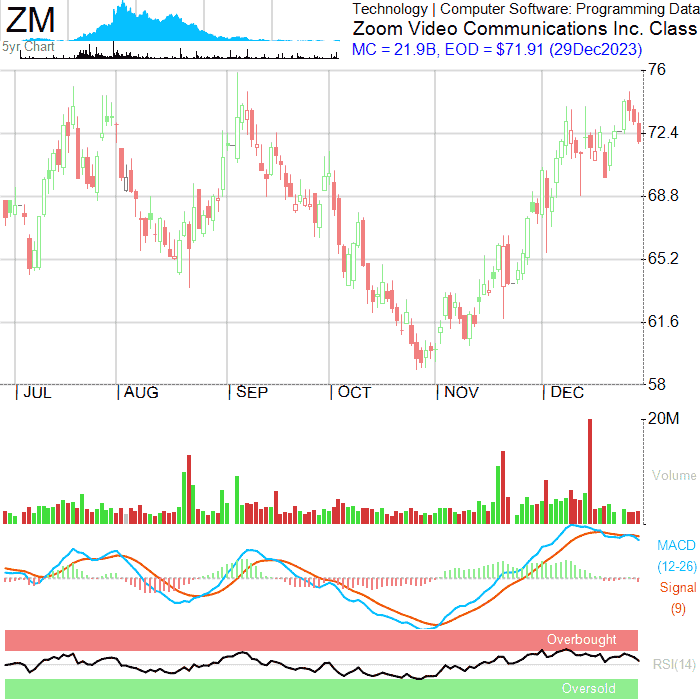 ZM
5yr Chart
Technology | Computer Software: Programming Data
Zoom Video Communications Inc. Class
MC = 21.9B, EOD = $71.91 (29Dec2023)
76
72.4
68.8
65.2
61.6
58
JUL AUG SEP OCT NOV DEC
20M
Volume
MACD
(12-26)
Signal
(9)
Overbought
RSI(14)
Oversold